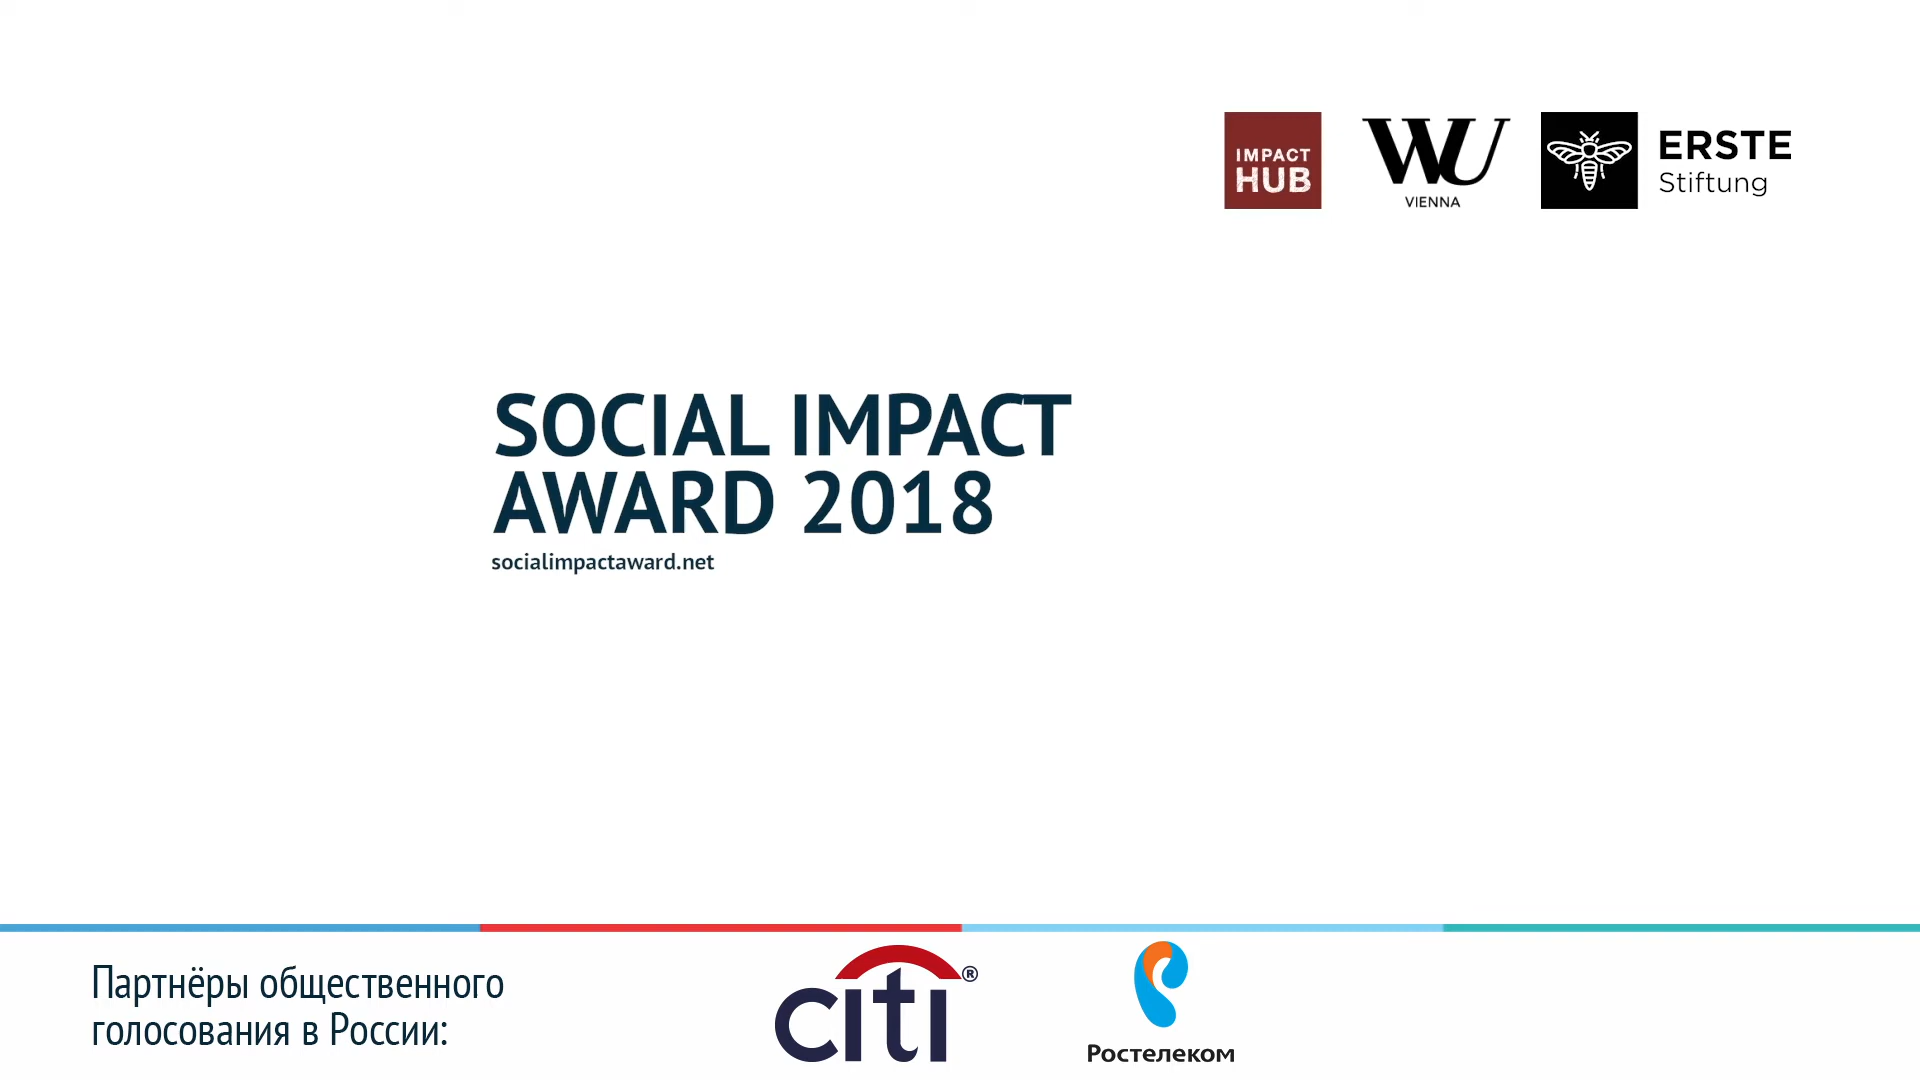 IMPACT
HUB
WU
VIENNA
ERSTE
Stiftung
SOCIAL IMPACT
AWARD 2018
socialimpactaward.net
Партнёры общественного
голосования в России:
citi®
Ростелеком